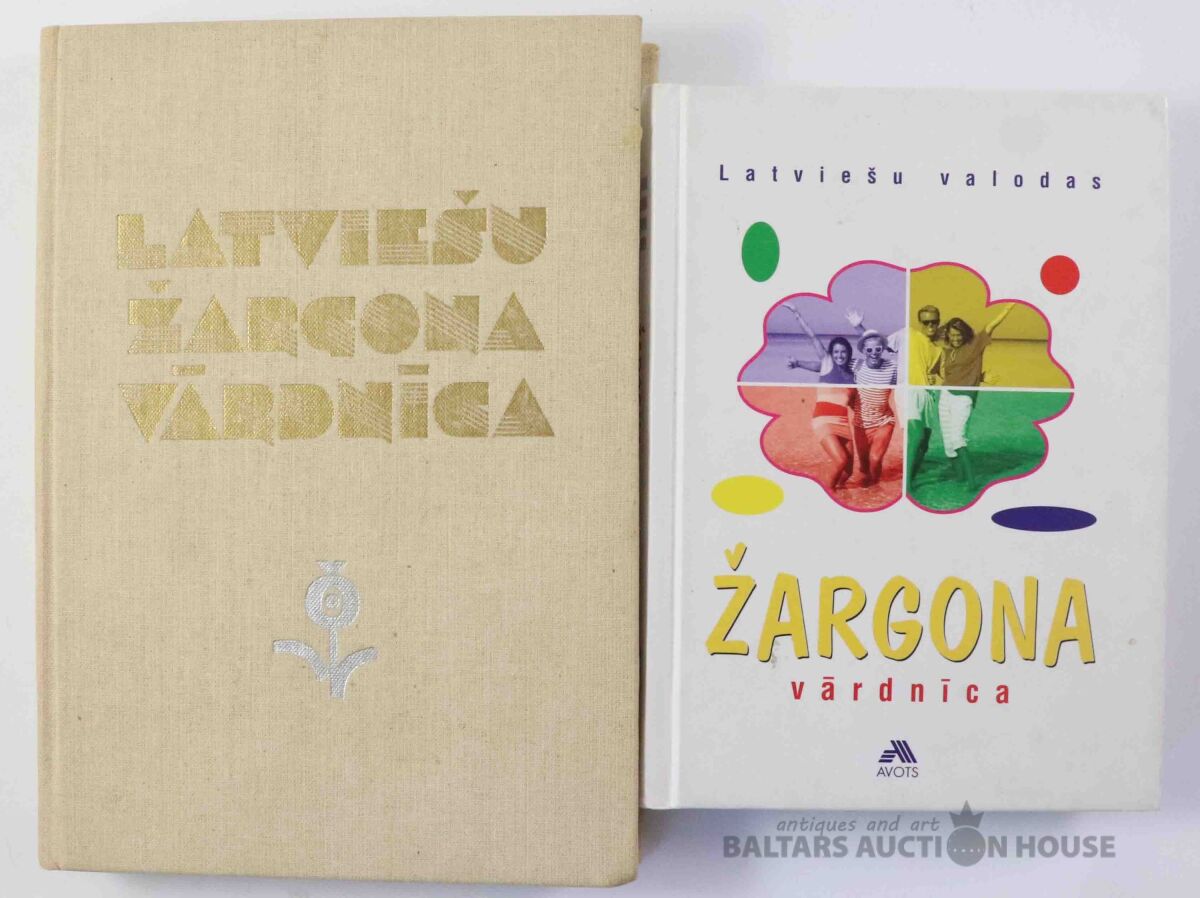 LATVIEŠU
ŽARGONA
VĀRDNĪCA
Latviešu valodas
ŽARGONA
vārdnīca
AVOTS
antiques and art
BALTARS AUCTION HOUSE